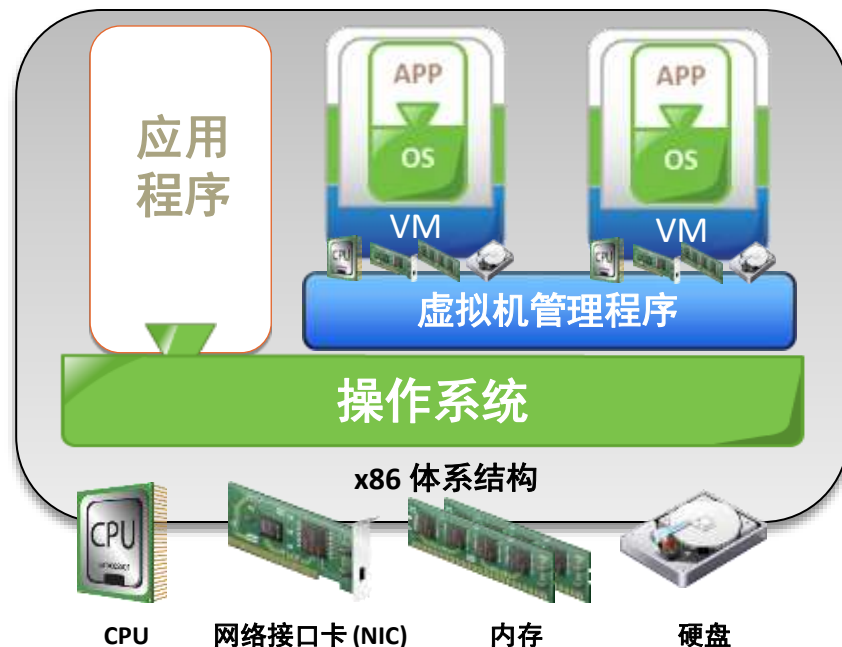 应用
程序
APP
OS
VM
APP
OS
VM
CPU
CPU
虚拟机管理程序
操作系统
x86 体系结构
CPU
CPU
网络接口卡 (NIC)
内存
硬盘